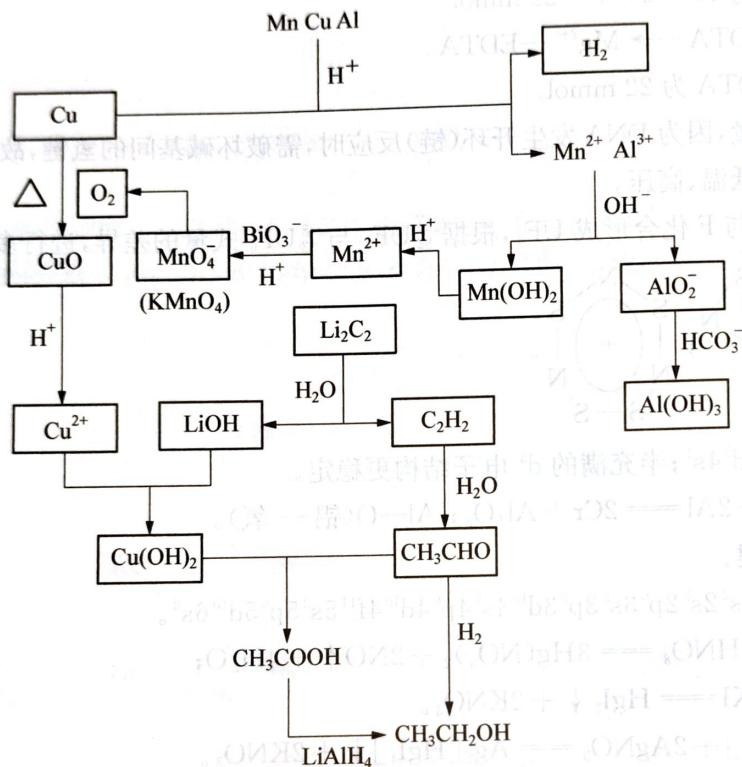 Mn Cu Al
H⁺
H₂
Cu
Mn²⁺ Al³⁺
△
O₂
OH⁻
CuO
MnO₄⁻
(KMnO₄)
BiO₃⁻
H⁺
Mn²⁺
H⁺
Mn(OH)₂
AlO₂⁻
HCO₃⁻
Al(OH)₃
H⁺
Li₂C₂
H₂O
Cu²⁺
LiOH
C₂H₂
H₂O
Cu(OH)₂
CH₃CHO
H₂
CH₃COOH
LiAlH₄
CH₃CH₂OH